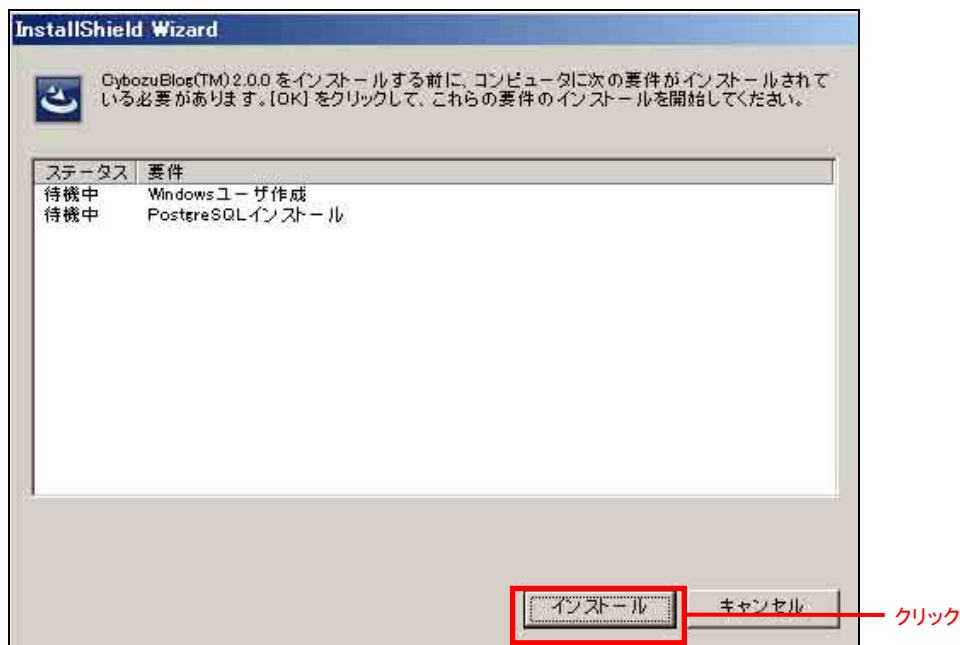 InstallShield Wizard
CybozuBlog(TM)2.0.0 をインストールする前に、コンピュータに次の要件がインストールされて
いる必要があります。[OK] をクリックして、これらの要件のインストールを開始してください。
ステータス 要件
待機中 Windowsユーザ作成
待機中 PostgreSQLインストール
インストール キャンセル クリック